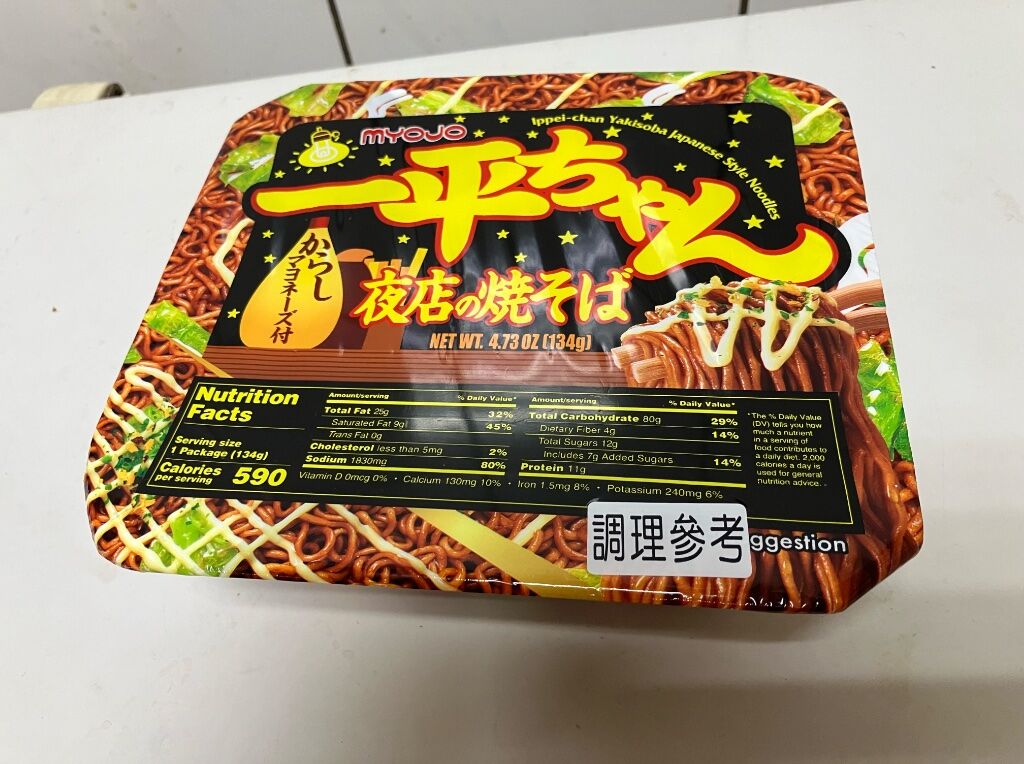 MYOJO
Ippei-chan Yakisoba Japanese Style Noodles
一平ちゃん
からし
マヨネーズ付
夜店の焼そば
NET WT. 4.73 OZ (134g)
Nutrition
Facts
Serving size
1 Package (134g)
Calories
per serving 590
Amount/serving % Daily Value*
Total Fat 25g 32%
Saturated Fat 9g 45%
Trans Fat 0g
Cholesterol less than 5mg 2%
Sodium 1830mg 80%
Amount/serving % Daily Value*
Total Carbohydrate 80g 29%
Dietary Fiber 4g 14%
Total Sugars 12g
Includes 7g Added Sugars 14%
Protein 11g
Vitamin D 0mcg 0% • Calcium 130mg 10% • Iron 1.5mg 8% • Potassium 240mg 6%
*The % Daily Value
(DV) tells you how
much a nutrient
in a serving of
food contributes to
a daily diet. 2,000
calories a day is
used for general
nutrition advice.
調理參考
ggestion